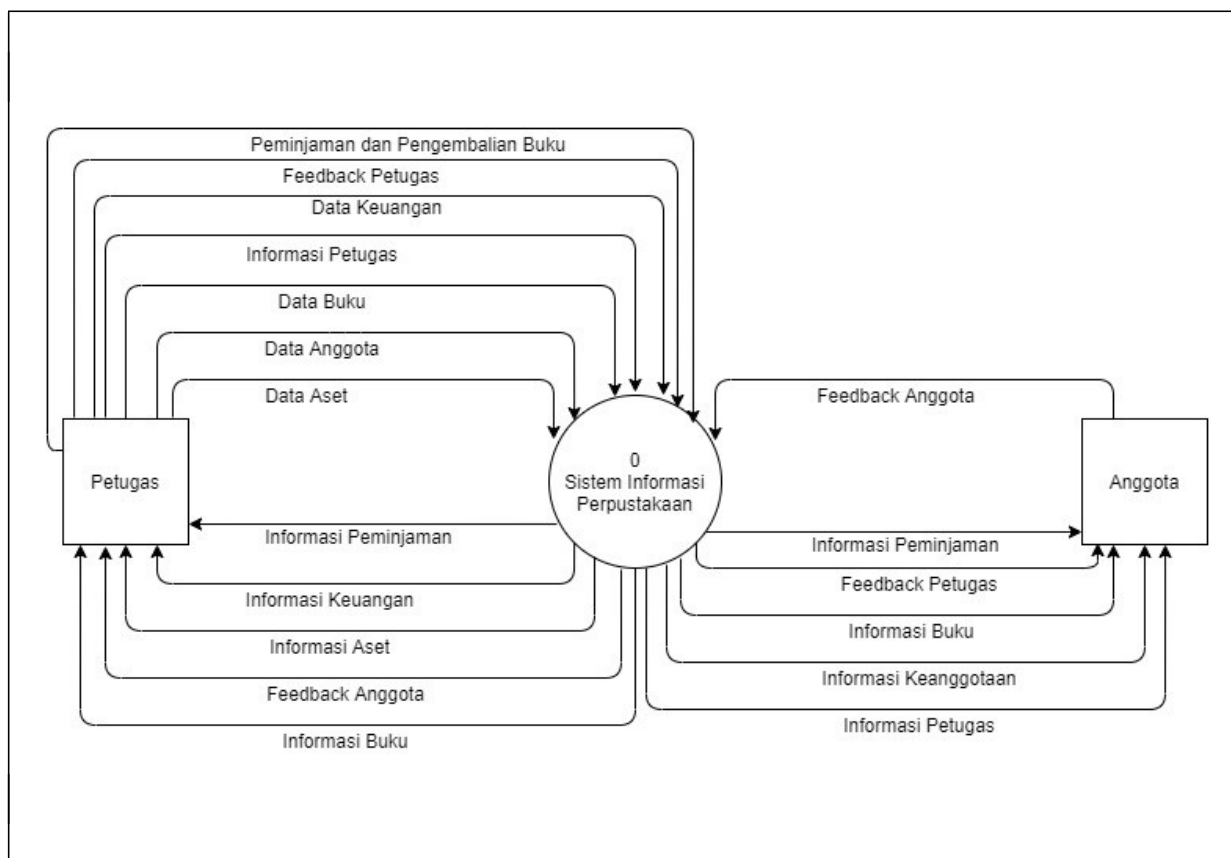 Peminjaman dan Pengembalian Buku
Feedback Petugas
Data Keuangan
Informasi Petugas
Data Buku
Data Anggota
Data Aset
Feedback Anggota
Petugas
0
Sistem Informasi
Perpustakaan
Anggota
Informasi Peminjaman
Informasi Keuangan
Informasi Aset
Feedback Anggota
Informasi Buku
Informasi Peminjaman
Feedback Petugas
Informasi Buku
Informasi Keanggotaan
Informasi Petugas